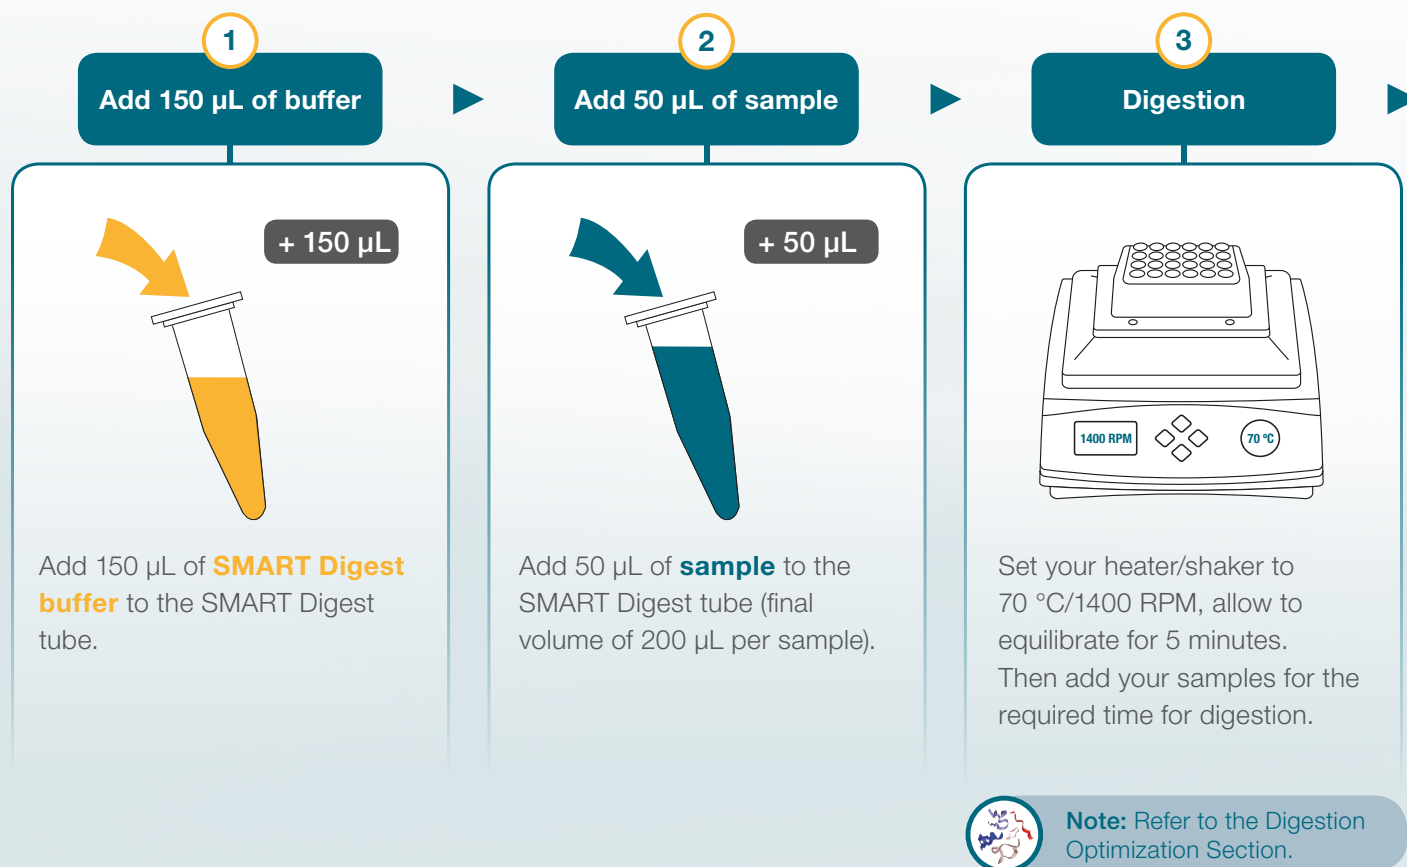 1
Add 150 µL of buffer
+ 150 µL
Add 150 µL of SMART Digest
buffer to the SMART Digest
tube.
2
Add 50 µL of sample
+ 50 µL
Add 50 µL of sample to the
SMART Digest tube (final
volume of 200 µL per sample).
3
Digestion
1400 RPM
70 ºC
Set your heater/shaker to
70 °C/1400 RPM, allow to
equilibrate for 5 minutes.
Then add your samples for the
required time for digestion.
Note: Refer to the Digestion
Optimization Section.